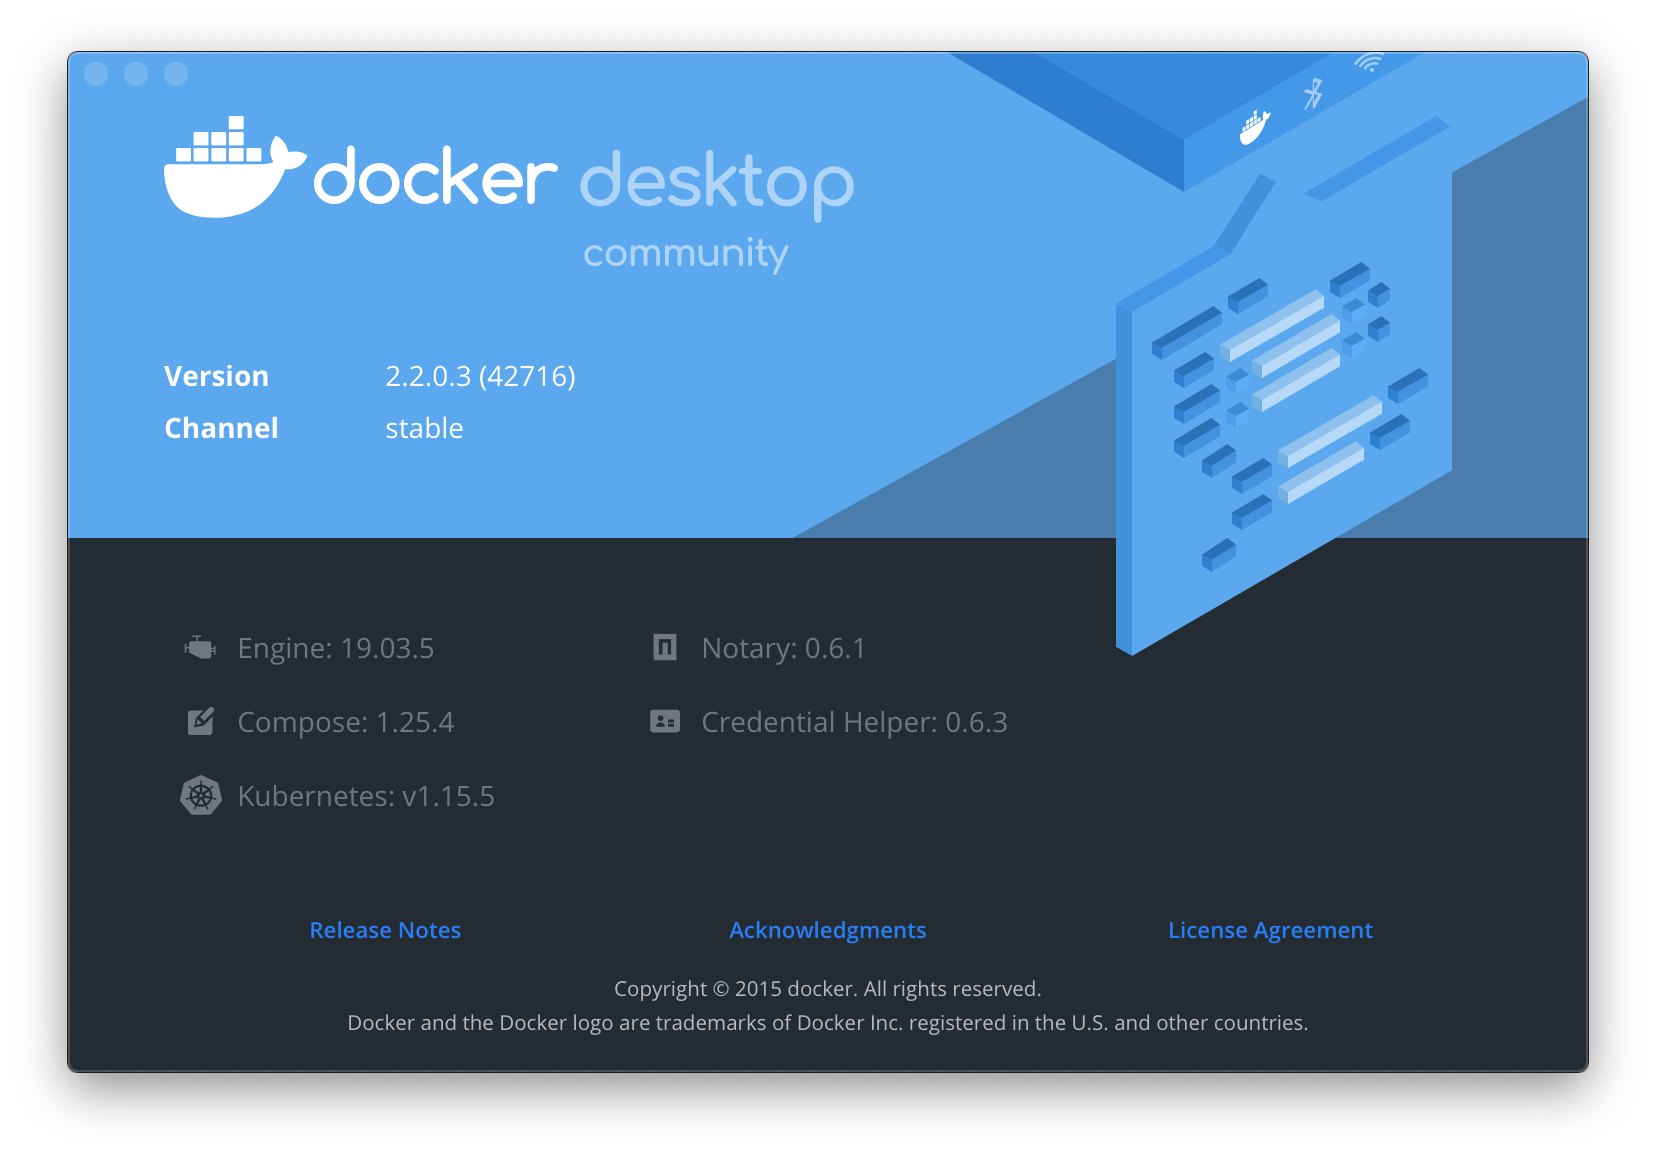 docker desktop
community
Version 2.2.0.3 (42716)
Channel stable
Engine: 19.03.5 Notary: 0.6.1
Compose: 1.25.4 Credential Helper: 0.6.3
Kubernetes: v1.15.5
Release Notes Acknowledgments License Agreement
Copyright © 2015 docker. All rights reserved.
Docker and the Docker logo are trademarks of Docker Inc. registered in the U.S. and other countries.